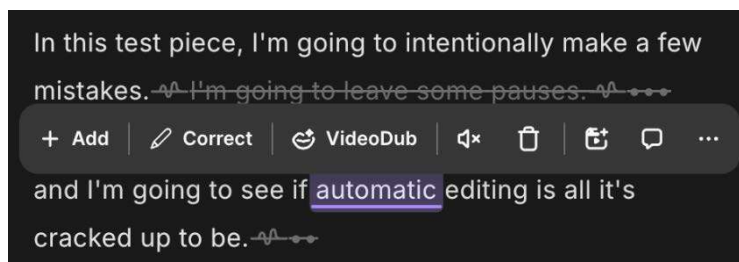 In this test piece, I'm going to intentionally make a few
mistakes. I'm going to leave some pauses.
+ Add Correct VideoDub
and I'm going to see if automatic editing is all it's
cracked up to be.